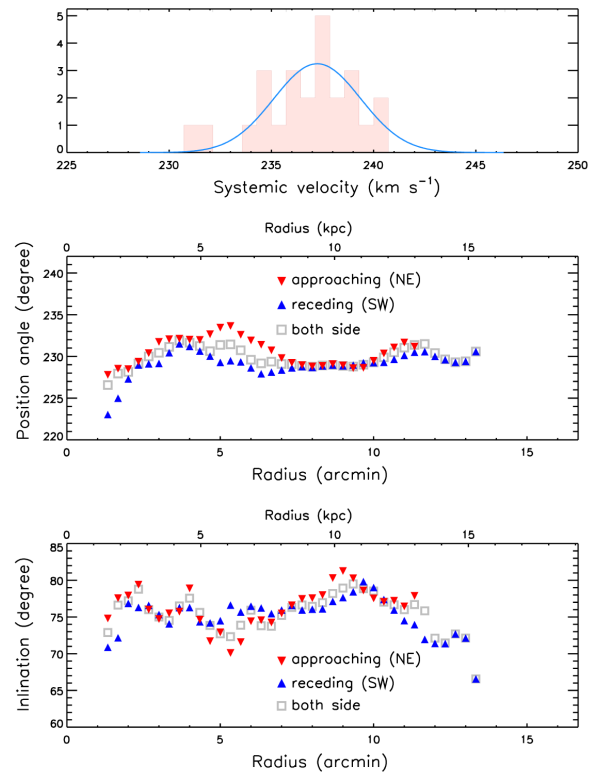 5
4
3
2
1
0
225 230 235 240 245 250
Systemic velocity (km s⁻¹)
Radius (kpc)
0 5 10 15
240
230
225
220
Position angle (degree)
approaching (NE)
receding (SW)
both side
0 5 10 15
Radius (arcmin)
Radius (kpc)
0 5 10 15
85
80
75
70
65
60
Inlination (degree)
approaching (NE)
receding (SW)
both side
0 5 10 15
Radius (arcmin)